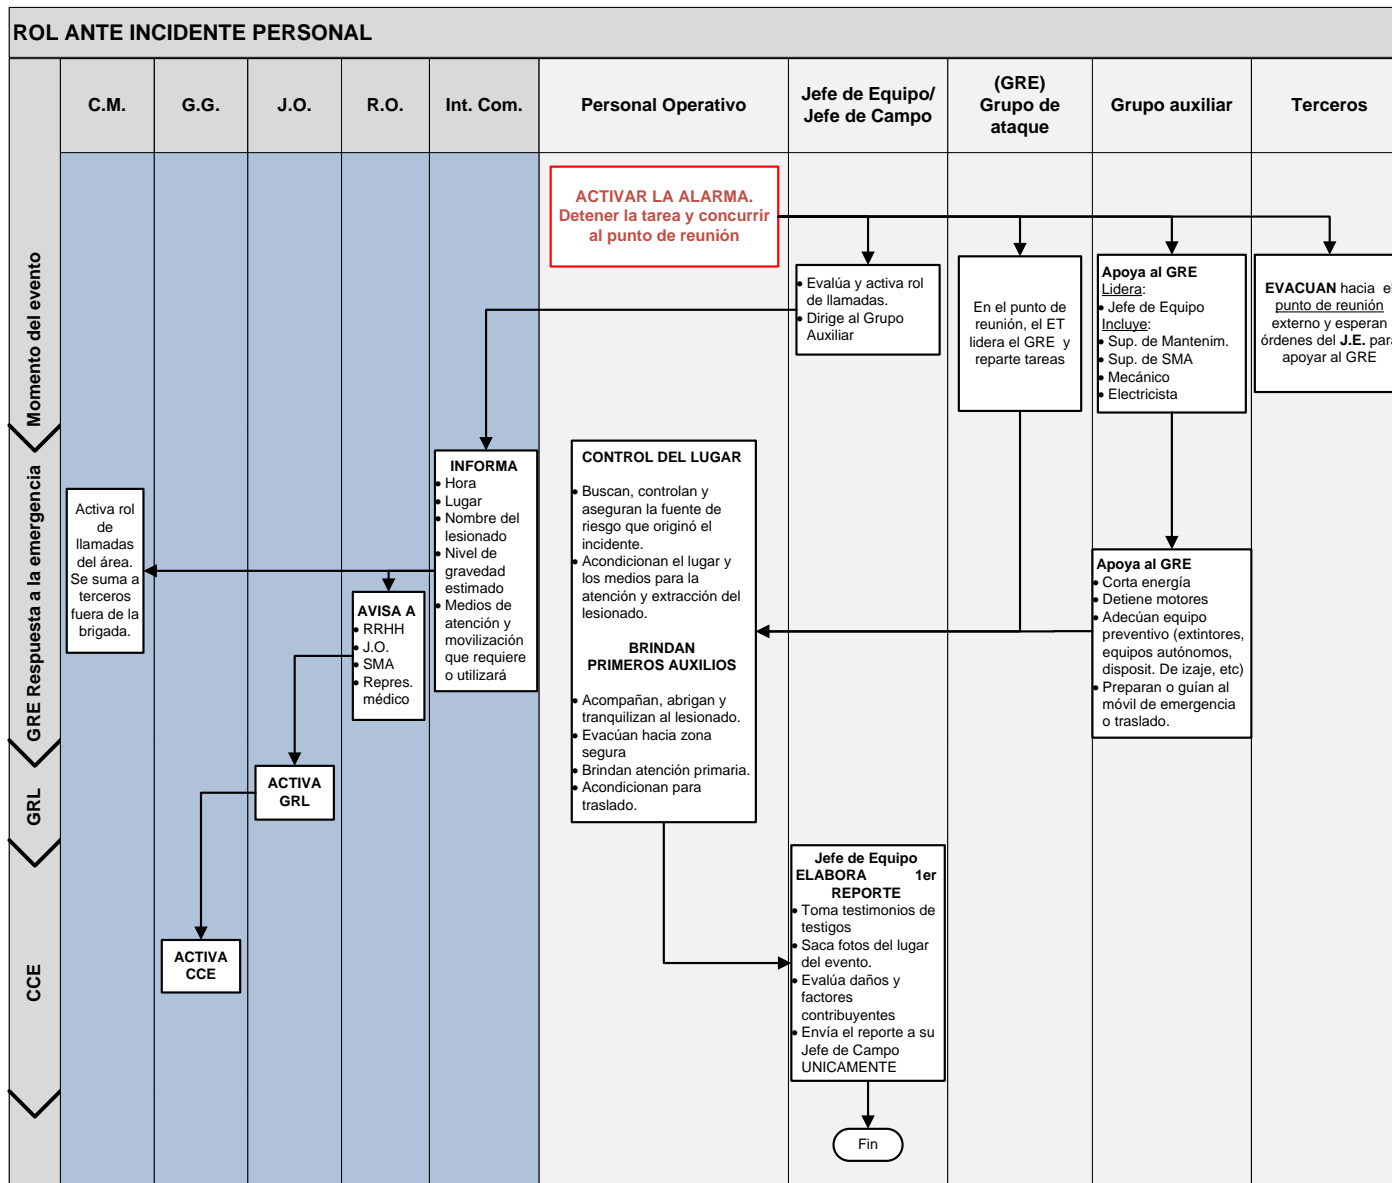 ROL ANTE INCIDENTE PERSONAL
C.M.
G.G.
J.O.
R.O.
Int. Com.
Personal Operativo
Jefe de Equipo/
Jefe de Campo
(GRE)
Grupo de
ataque
Grupo auxiliar
Terceros
Momento del evento
ACTIVAR LA ALARMA.
Detener la tarea y concurrir
al punto de reunión
• Evalúa y activa rol
de llamadas.
• Dirige al Grupo
Auxiliar
En el punto de
reunión, el ET
lidera el GRE y
reparte tareas
Apoya al GRE
Lidera:
• Jefe de Equipo
Incluye:
• Sup. de Mantenim.
• Sup. de SMA
• Mecánico
• Electricista
EVACUAN hacia el
punto de reunión
externo y esperan
órdenes del J.E. para
apoyar al GRE
GRE Respuesta a la emergencia
Activa rol
de
llamadas
del área.
Se suma a
terceros
fuera de la
brigada.
AVISA A
• RRHH
• J.O.
• SMA
• Repres.
médico
INFORMA
• Hora
• Lugar
• Nombre del
lesionado
• Nivel de
gravedad
estimado
• Medios de
atención y
movilización
que requiere
o utilizará
CONTROL DEL LUGAR
• Buscan, controlan y
aseguran la fuente de
riesgo que originó el
incidente.
• Acondicionan el lugar y
los medios para la
atención y extracción del
lesionado.
BRINDAN
PRIMEROS AUXILIOS
• Acompañan, abrigan y
tranquilizan al lesionado.
• Evacúan hacia zona
segura
• Brindan atención primaria.
• Acondicionan para
traslado.
Apoya al GRE
• Corta energía
• Detiene motores
• Adecúan equipo
preventivo (extintores,
equipos autónomos,
disposit. De izaje, etc)
• Preparan o guían al
móvil de emergencia
o traslado.
GRL
ACTIVA
GRL
CCE
ACTIVA
CCE
Jefe de Equipo
ELABORA 1er
REPORTE
• Toma testimonios de
testigos
• Saca fotos del lugar
del evento.
• Evalúa daños y
factores
contribuyentes
• Envía el reporte a su
Jefe de Campo
UNICAMENTE
Fin